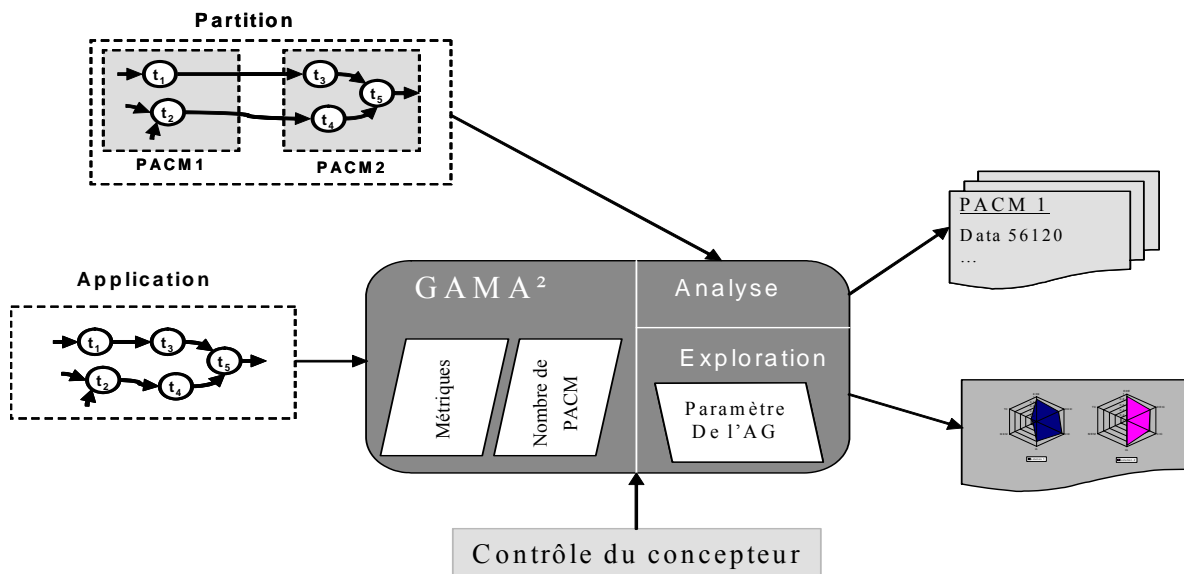 Partition
t1
t3
t5
t2
t4
PACM1
PACM2
PACM 1
Data 56120
...
Application
t1
t3
t5
t2
t4
GAMA²
Analyse
Exploration
Métriques
Nombre de
PACM
Paramètre
De l'AG
Contrôle du concepteur